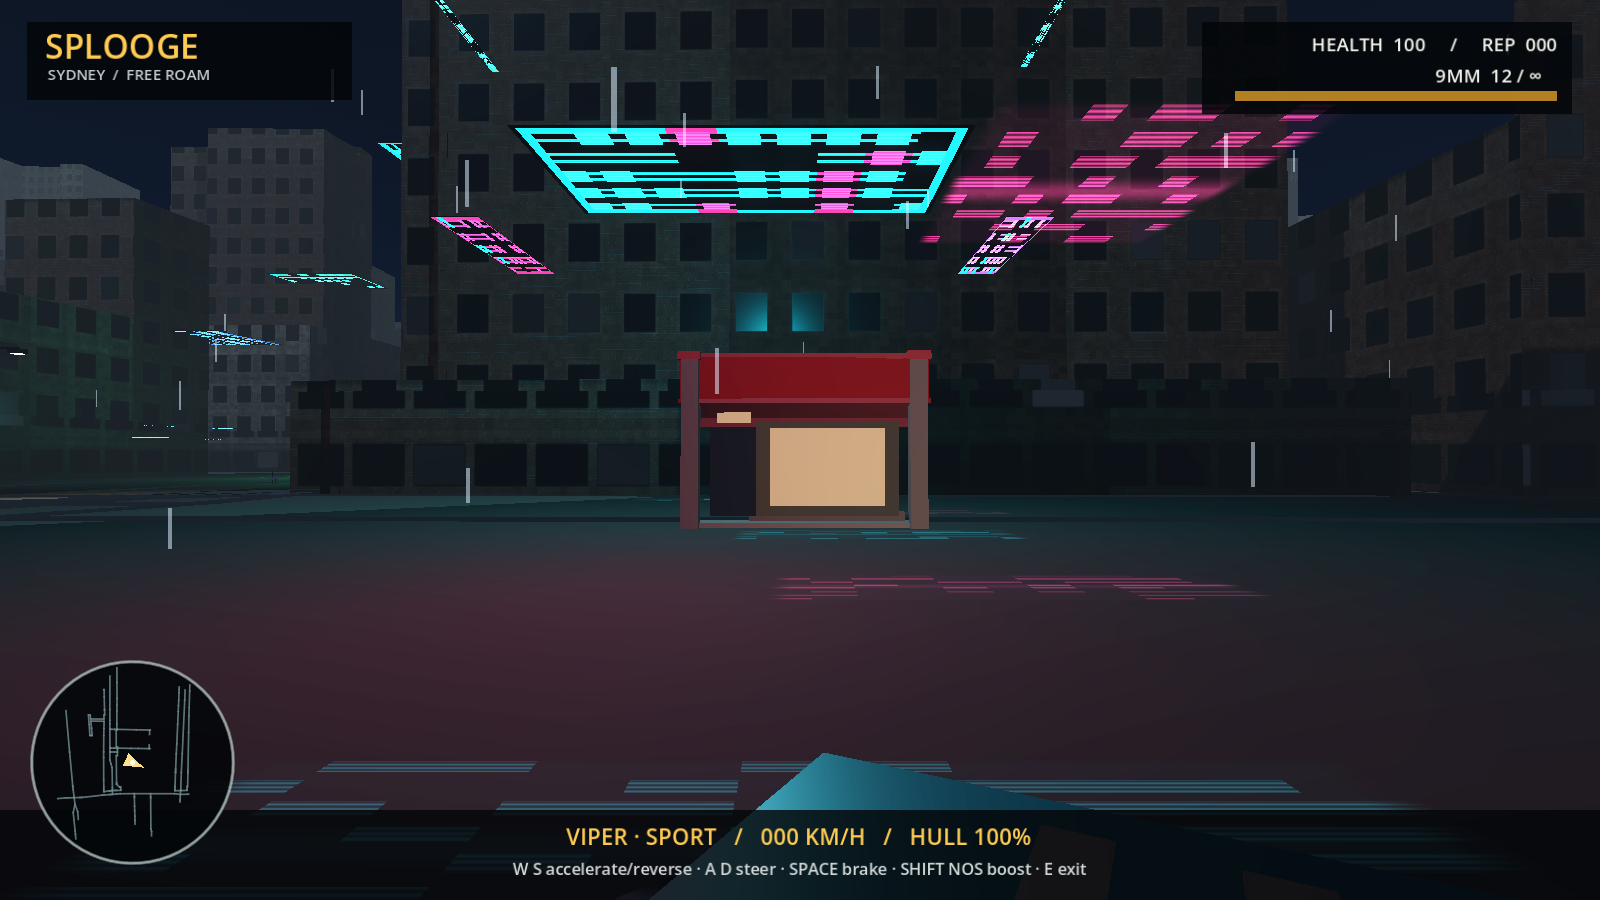 SPLOOGE
SYDNEY / FREE ROAM
HEALTH 100 / REP 000
9MM 12 / ∞
VIPER · SPORT / 000 KM/H / HULL 100%
W S accelerate/reverse · A D steer · SPACE brake · SHIFT NOS boost · E exit